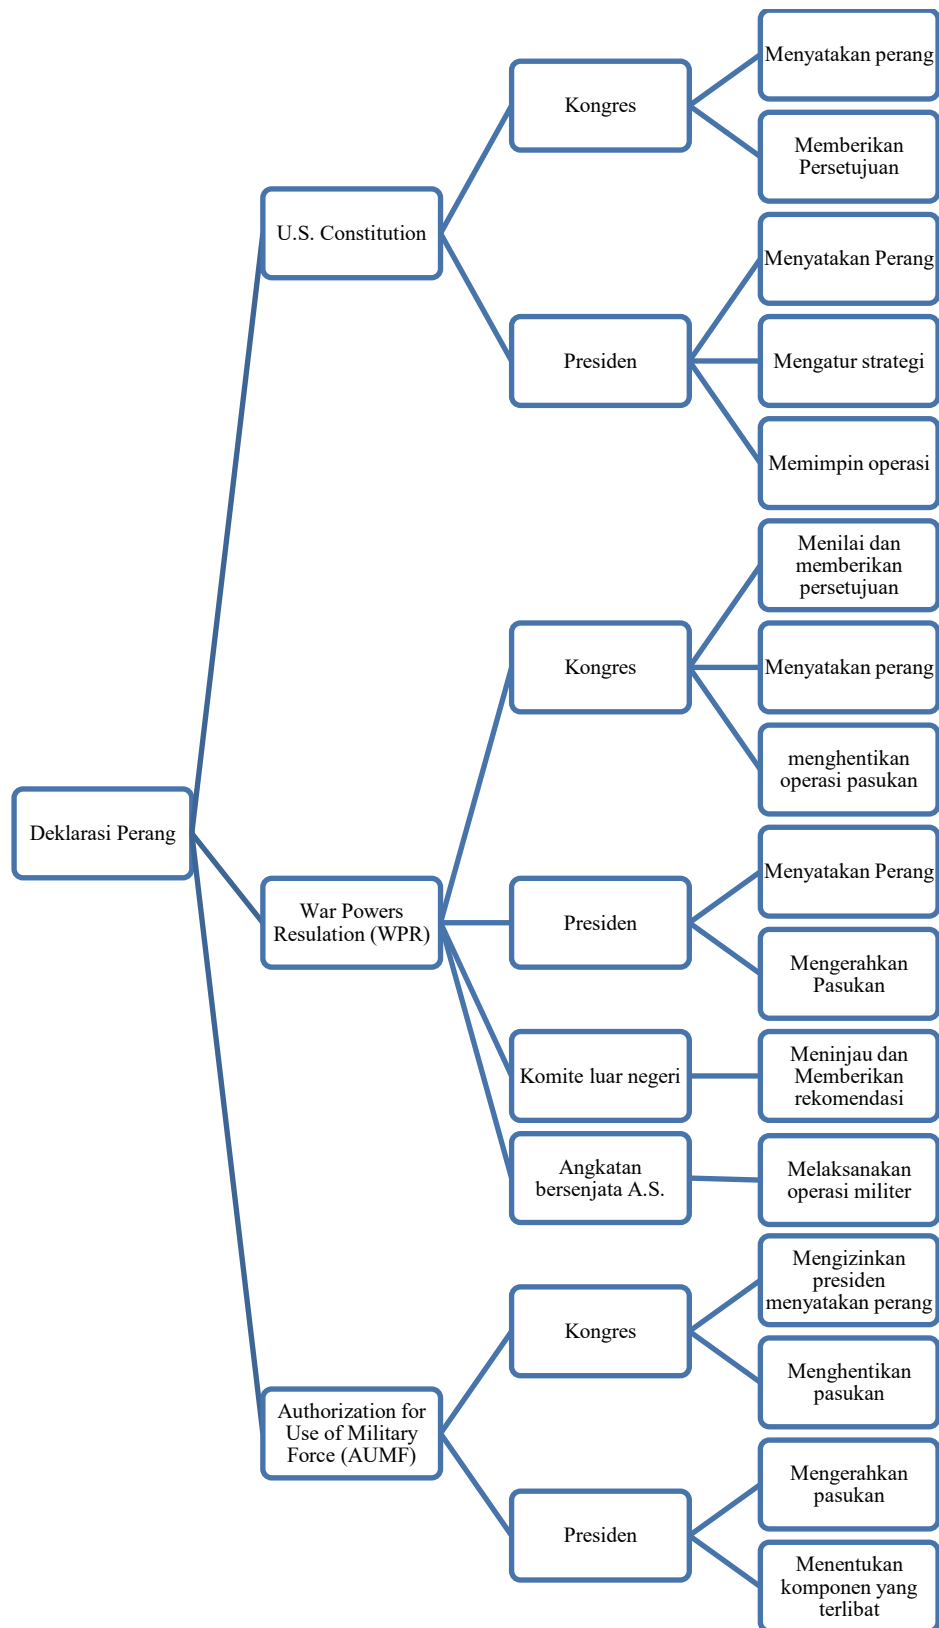 Deklarasi Perang
U.S. Constitution
Kongres
Menyatakan perang
Memberikan
Persetujuan
Presiden
Menyatakan Perang
Mengatur strategi
Memimpin operasi
War Powers
Resulation (WPR)
Kongres
Menilai dan
memberikan
persetujuan
Menyatakan perang
menghentikan
operasi pasukan
Presiden
Menyatakan Perang
Mengerahkan
Pasukan
Komite luar negeri
Meninjau dan
Memberikan
rekomendasi
Angkatan
bersenjata A.S.
Melaksanakan
operasi militer
Authorization for
Use of Military
Force (AUMF)
Kongres
Mengizinkan
presiden
menyatakan perang
Menghentikan
pasukan
Presiden
Mengerahkan
pasukan
Menentukan
komponen yang
terlibat